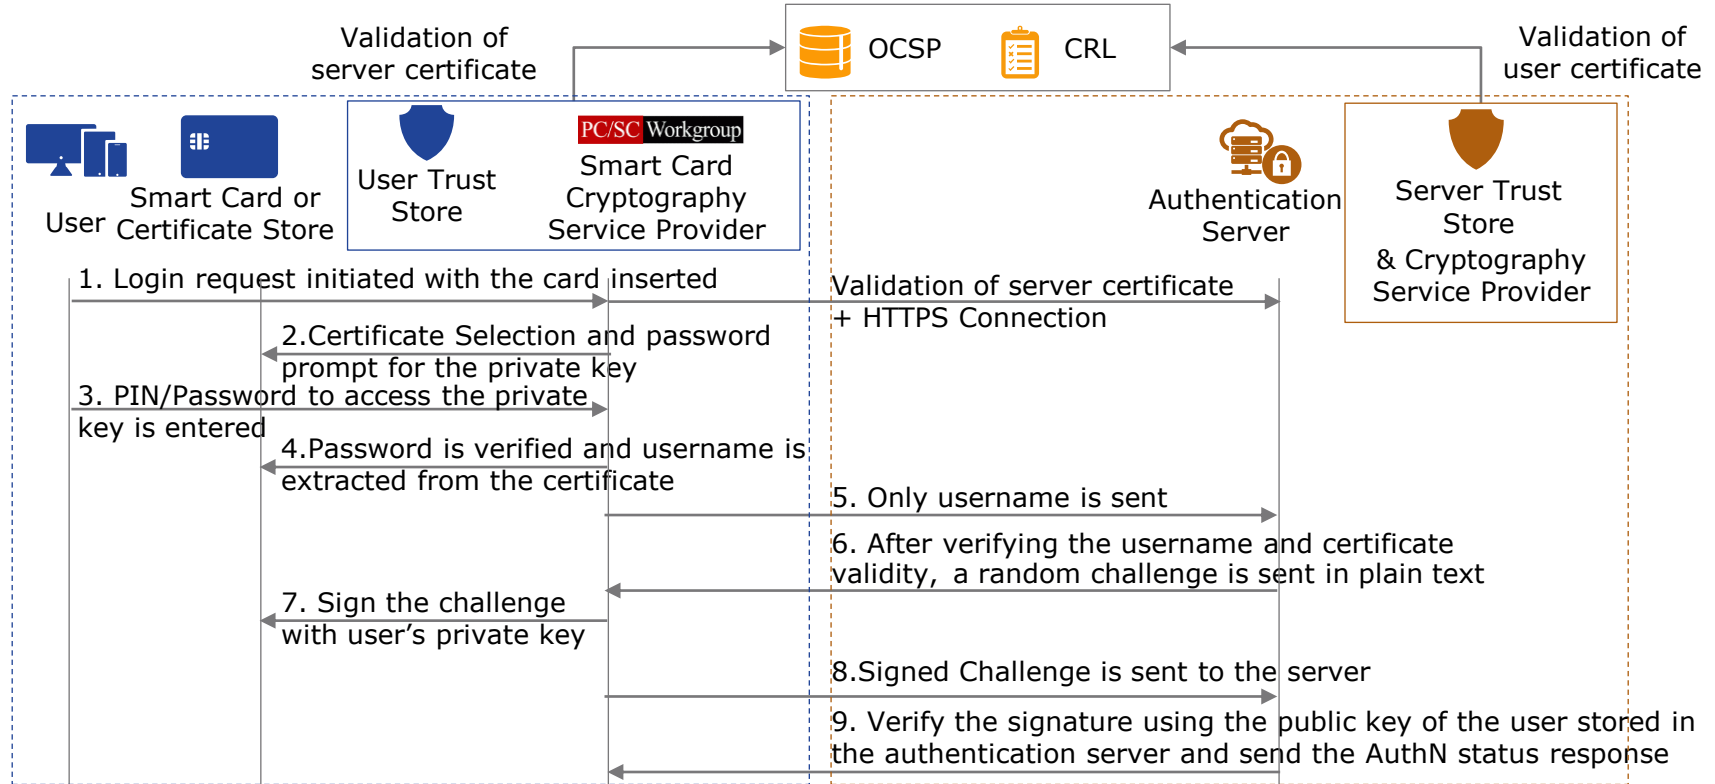 Validation of
server certificate
OCSP
CRL
Validation of
user certificate
User
Smart Card or
Certificate Store
User Trust
Store
PC/SC Workgroup
Smart Card
Cryptography
Service Provider
Authentication
Server
Server Trust
Store
& Cryptography
Service Provider
1. Login request initiated with the card inserted
Validation of server certificate
+ HTTPS Connection
2.Certificate Selection and password
prompt for the private key
3. PIN/Password to access the private
key is entered
4.Password is verified and username is
extracted from the certificate
5. Only username is sent
6. After verifying the username and certificate
validity, a random challenge is sent in plain text
7. Sign the challenge
with user’s private key
8.Signed Challenge is sent to the server
9. Verify the signature using the public key of the user stored in
the authentication server and send the AuthN status response